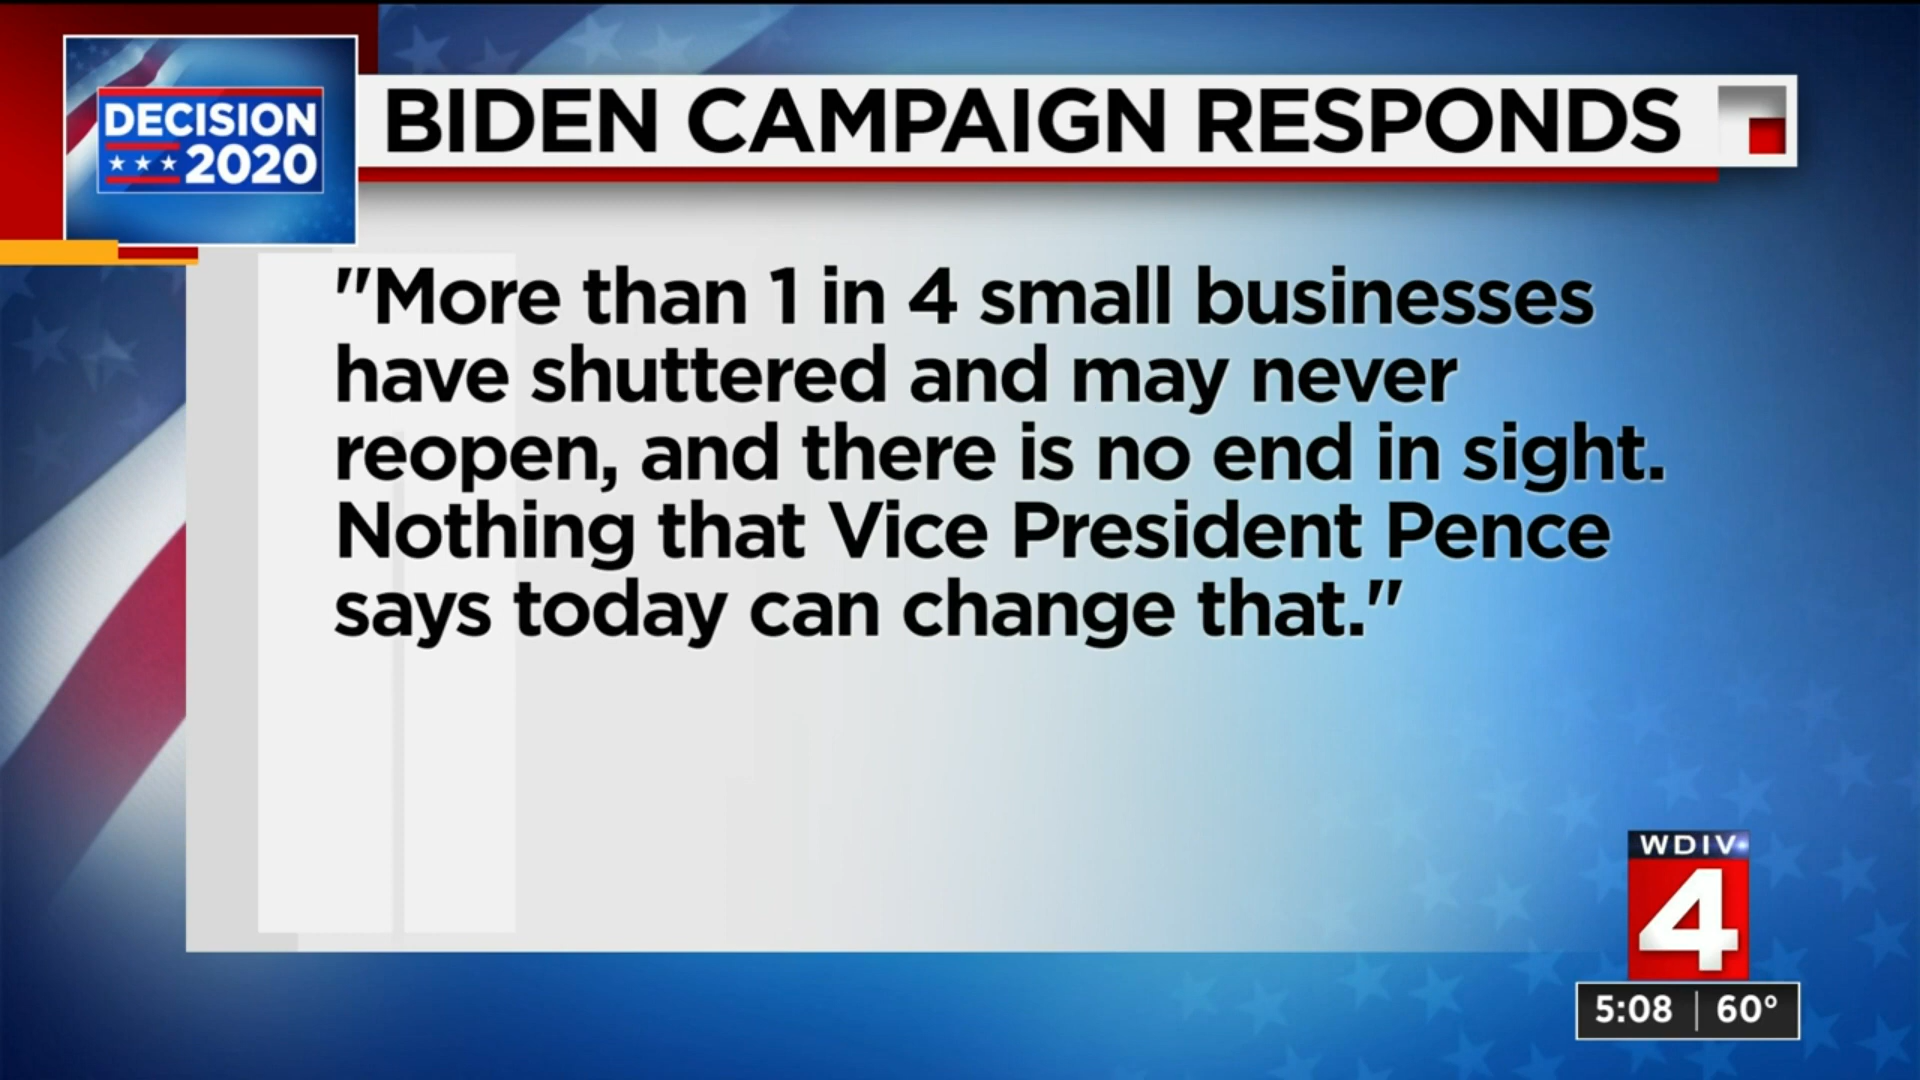 DECISION
2020
BIDEN CAMPAIGN RESPONDS
"More than 1 in 4 small businesses
have shuttered and may never
reopen, and there is no end in sight.
Nothing that Vice President Pence
says today can change that."
WDIV
4
5:08 | 60°